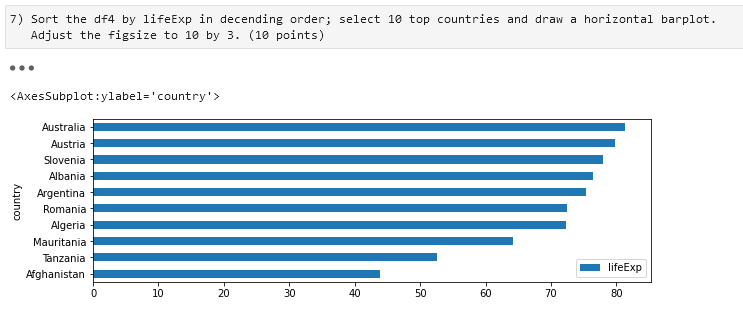 7) Sort the df4 by lifeExp in decending order; select 10 top countries and draw a horizontal barplot.
Adjust the figsize to 10 by 3. (10 points)
<AxesSubplot:ylabel='country'>
Australia
Austria
Slovenia
Albania
Argentina
Romania
Algeria
Mauritania
Tanzania
Afghanistan
country
lifeExp
0 10 20 30 40 50 60 70 80